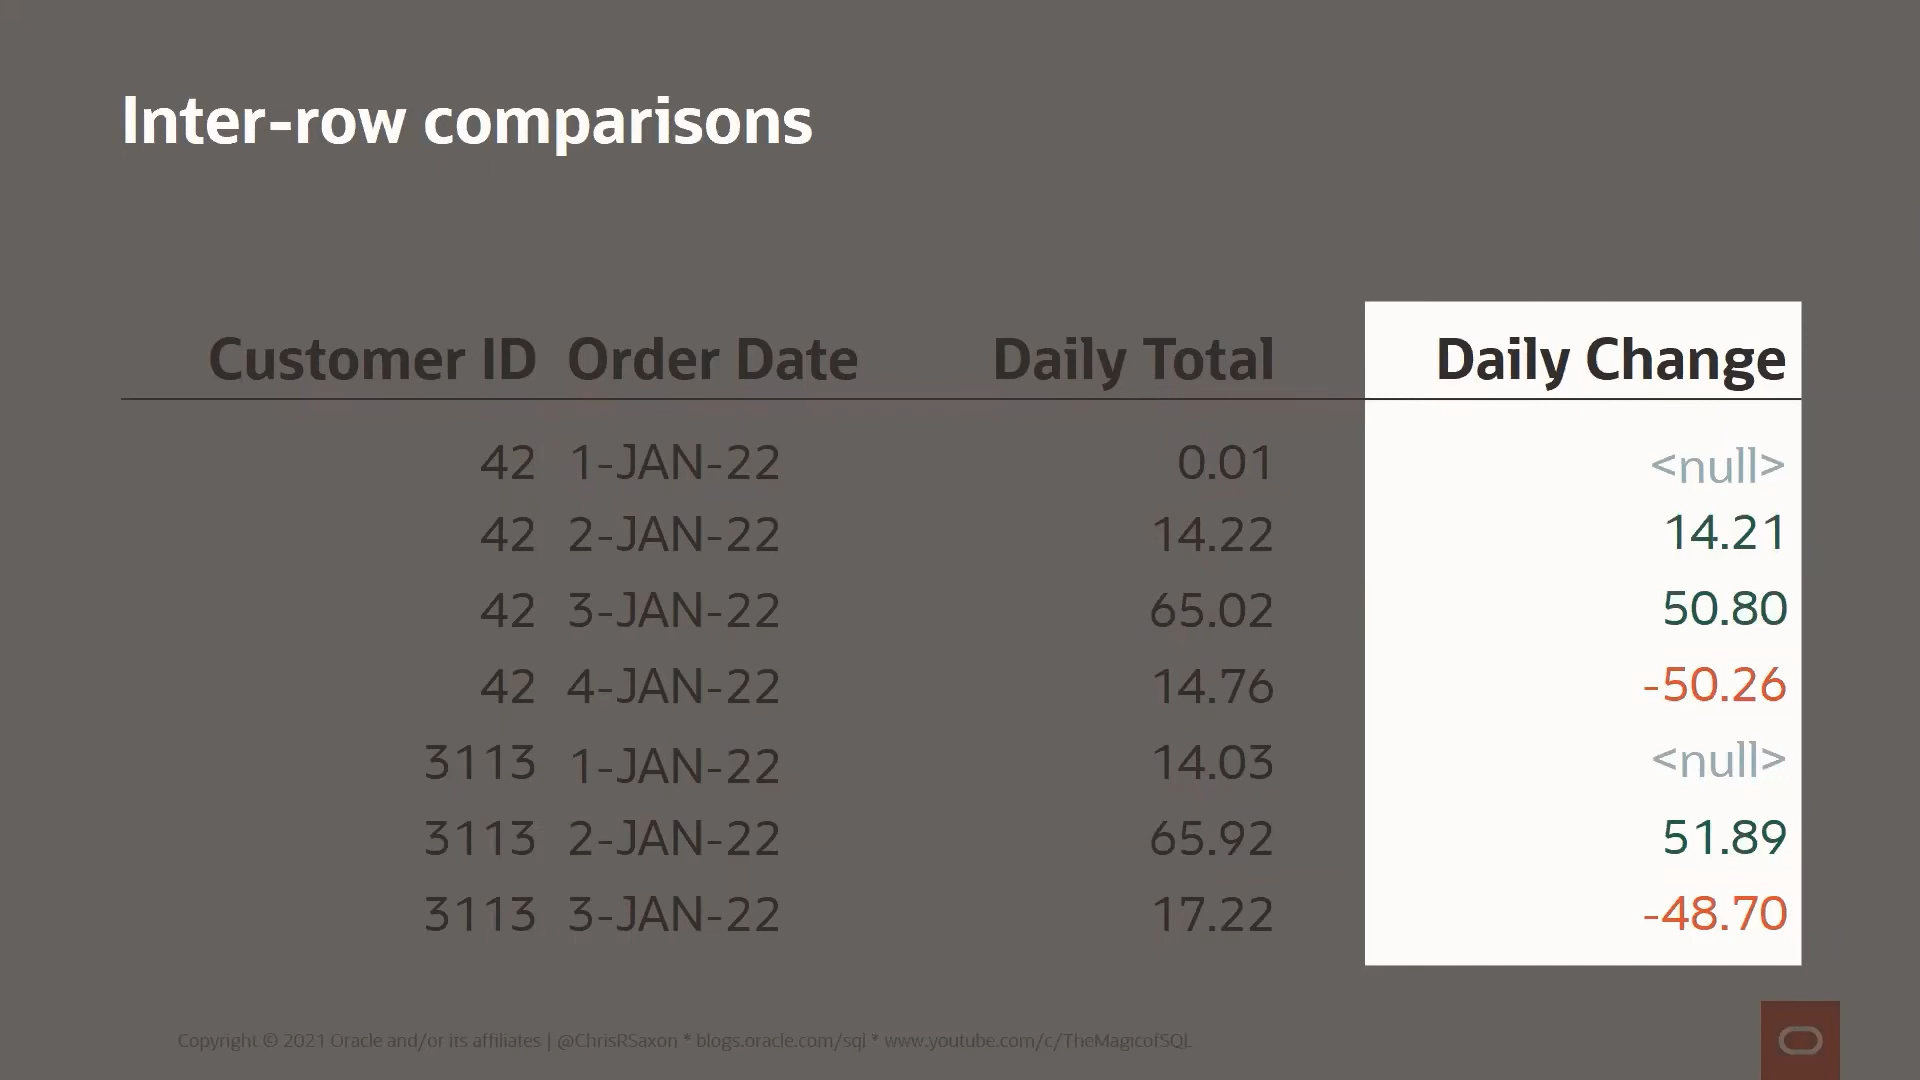 Inter-row comparisons
Customer ID Order Date Daily Total Daily Change
42 1-JAN-22 0.01 <null>
42 2-JAN-22 14.22 14.21
42 3-JAN-22 65.02 50.80
42 4-JAN-22 14.76 -50.26
3113 1-JAN-22 14.03 <null>
3113 2-JAN-22 65.92 51.89
3113 3-JAN-22 17.22 -48.70
Copyright © 2021 Oracle and/or its affiliates | @ChrisRSaxon * blogs.oracle.com/sql * www.youtube.com/c/TheMagicofSQL